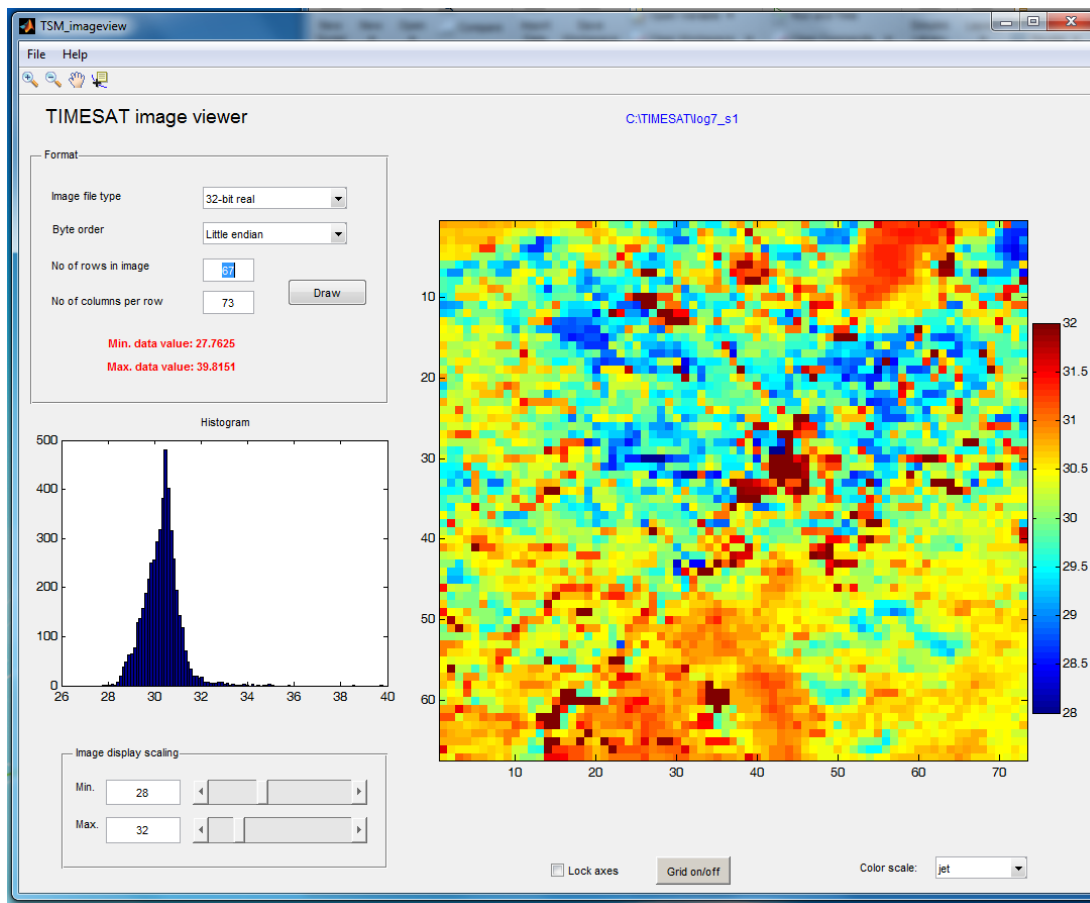 TSM_imageview
File Help
TIMESAT image viewer
C:\TIMESAT\log7_s1
Format
Image file type 32-bit real
Byte order Little endian
No of rows in image 67
No of columns per row 73
Draw
Min. data value: 27.7625
Max. data value: 39.8151
Histogram
500
400
300
200
100
0
26 28 30 32 34 36 38 40
10
20
30
40
50
60
10 20 30 40 50 60 70
32
31.5
31
30.5
30
29.5
29
28.5
28
Image display scaling
Min. 28
Max. 32
Lock axes
Grid on/off
Color scale: jet